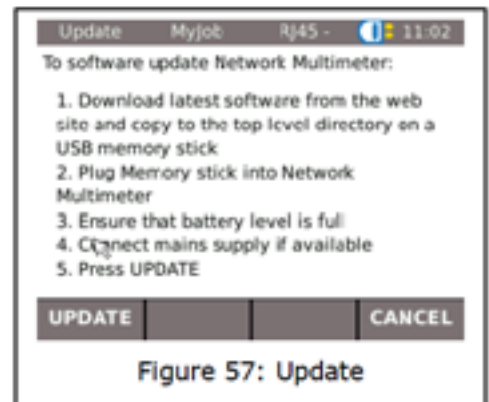 Update MyJob RJ45 - 11:02
To software update Network Multimeter:
1. Download latest software from the web
site and copy to the top level directory on a
USB memory stick
2. Plug Memory stick into Network
Multimeter
3. Ensure that battery level is full
4. Connect mains supply if available
5. Press UPDATE
UPDATE CANCEL
Figure 57: Update